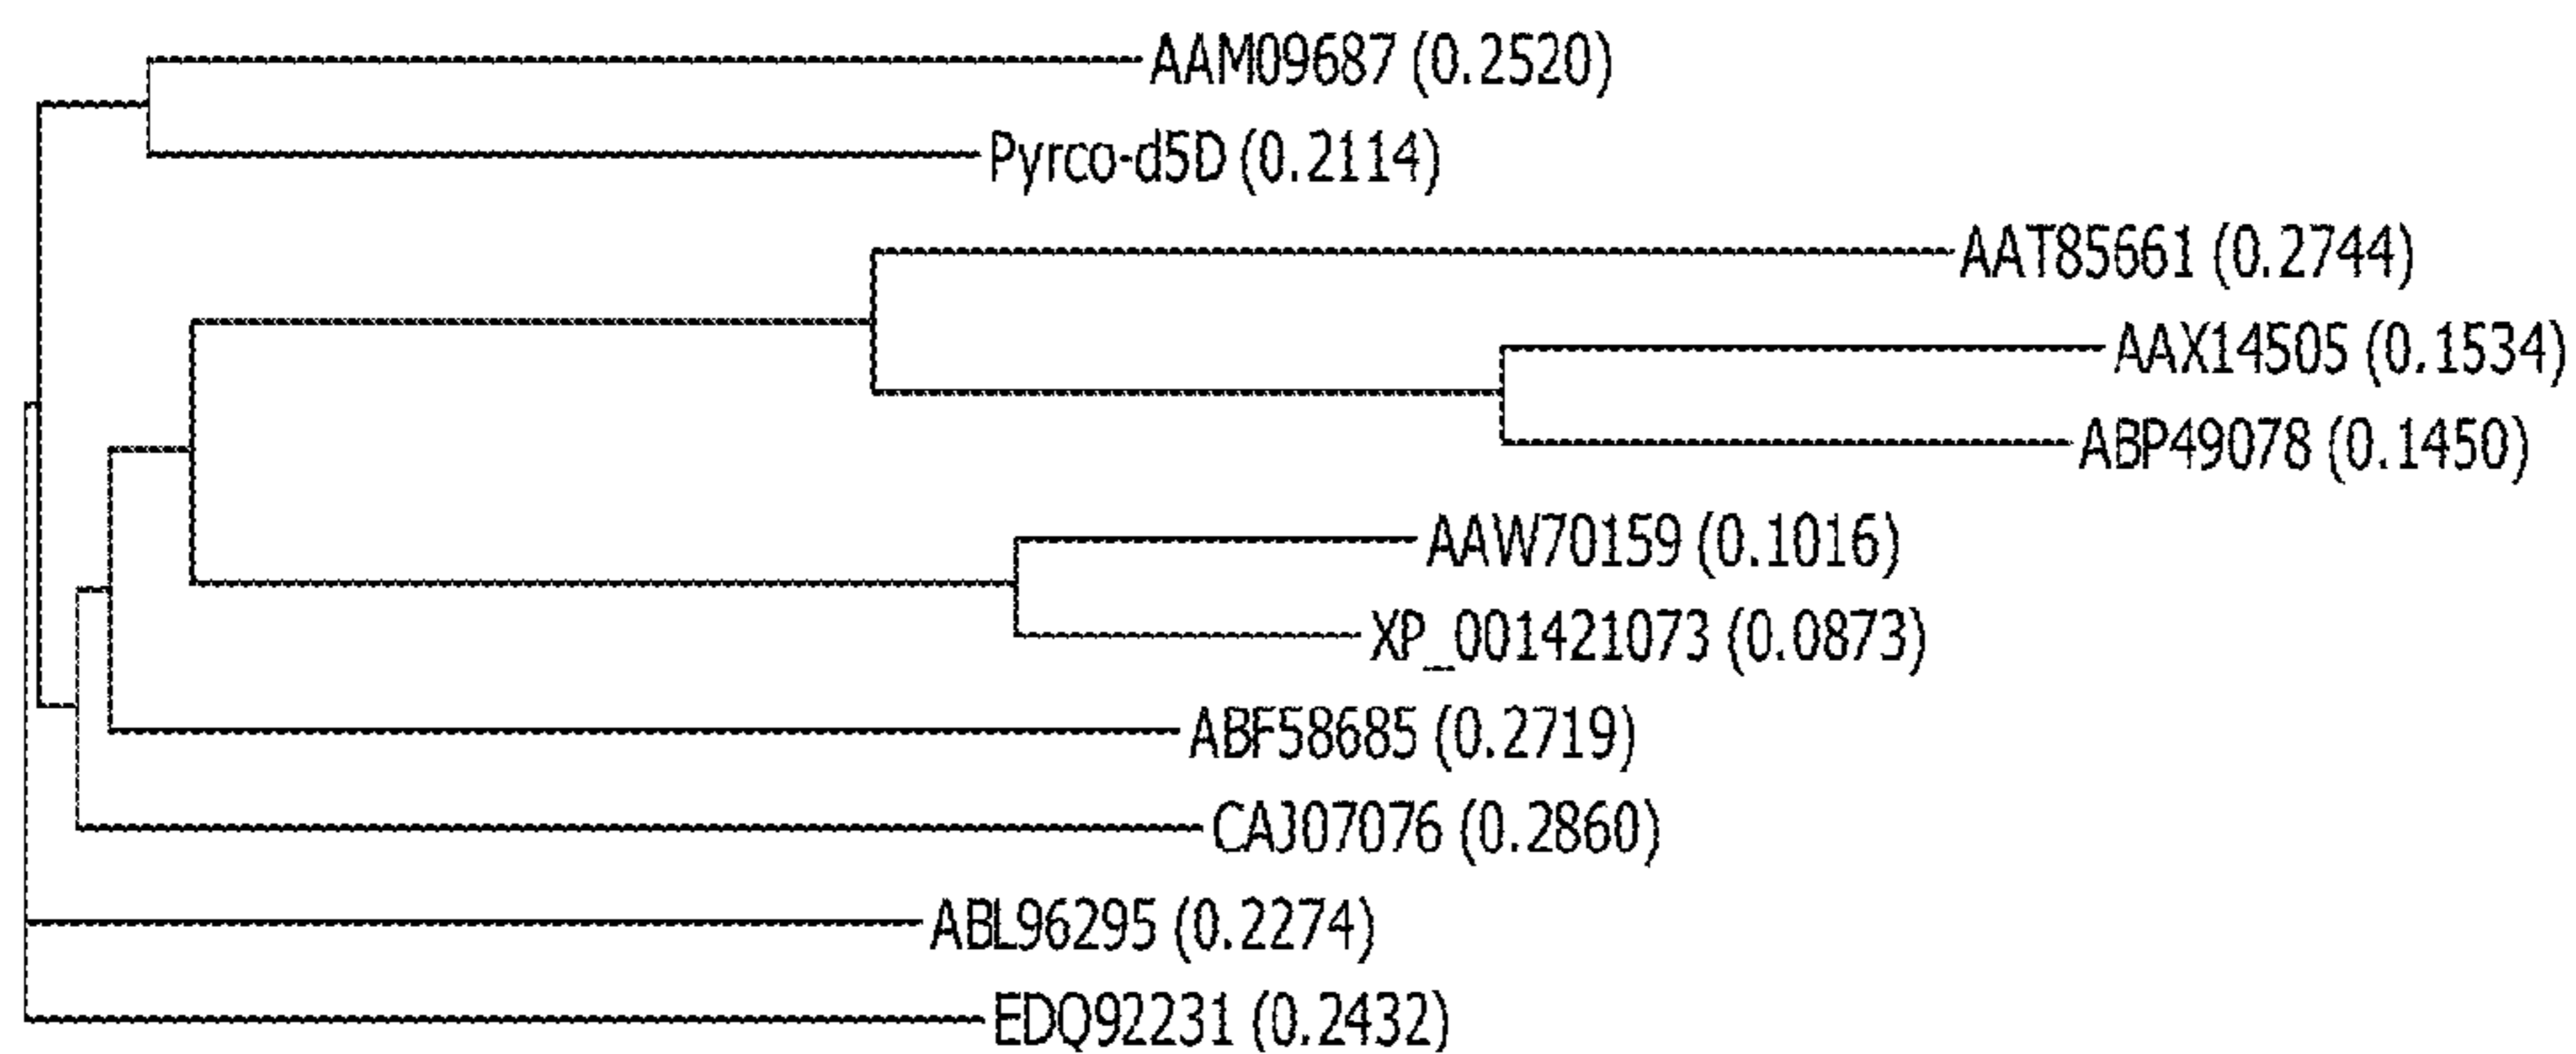 AAM09687 (0.2520)
Pyrco-d5D (0.2114)
AAT85661 (0.2744)
AAX14505 (0.1534)
ABP49078 (0.1450)
AAW70159 (0.1016)
XP_001421073 (0.0873)
ABF58685 (0.2719)
CAJ07076 (0.2860)
ABL96295 (0.2274)
EDQ92231 (0.2432)